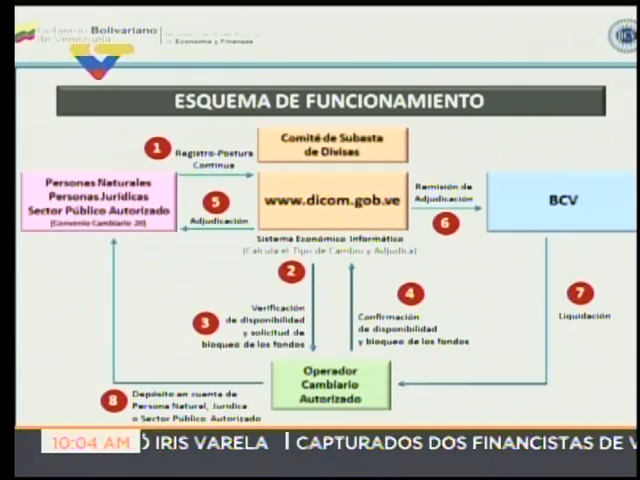 Gobierno Bolivariano
de Venezuela
de Economía y Finanzas
BCV
ESQUEMA DE FUNCIONAMIENTO
1
Registro-Postura
Continua
Comité de Subasta
de Divisas
Personas Naturales
Personas Jurídicas
Sector Público Autorizado
(Convenio Cambiario 20)
5
Adjudicación
www.dicom.gob.ve
Remisión de
Adjudicación
6
BCV
Sistema Económico Informático
(Calcula el Tipo de Cambio y Adjudica)
2
3
Verificación
de disponibilidad
y solicitud de
bloqueo de los fondos
4
Confirmación
de disponibilidad
y bloqueo de los fondos
7
Liquidación
Operador
Cambiario
Autorizado
8
Depósito en cuenta de
Persona Natural, Jurídica
o Sector Público Autorizado
10:04 AM Ó IRIS VARELA | CAPTURADOS DOS FINANCISTAS DE V